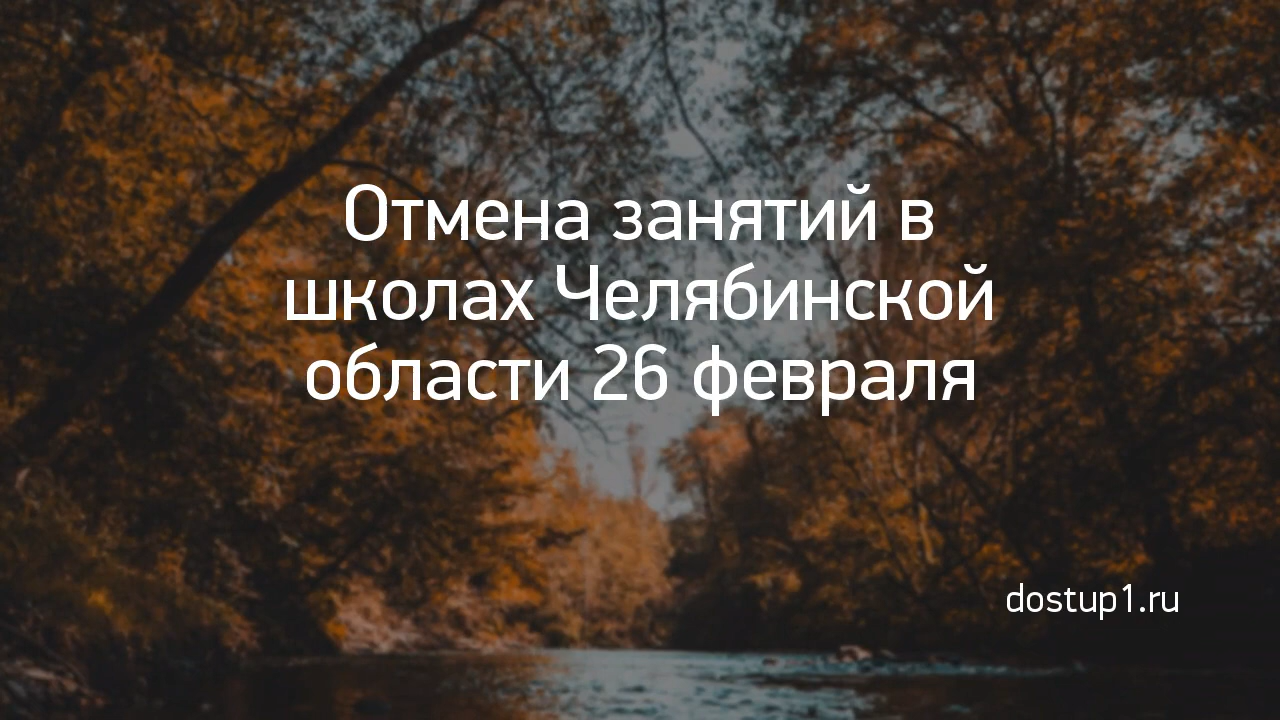 Отмена занятий в
школах Челябинской
области 26 февраля
dostup1.ru